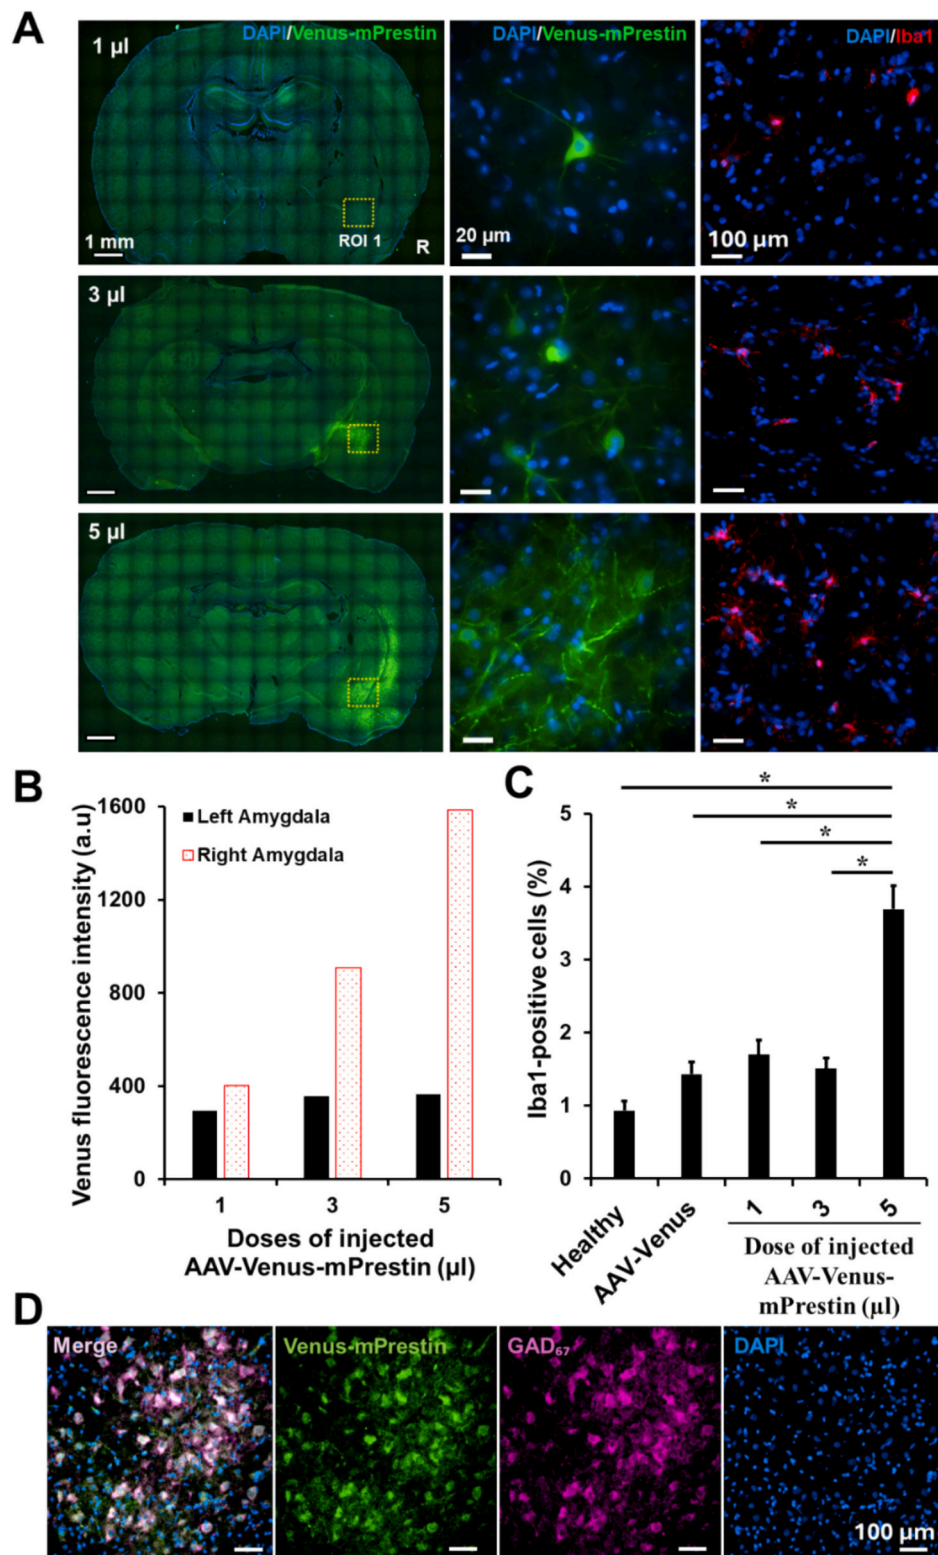 A
1 µl
DAPI/Venus-mPrestin
DAPI/Venus-mPrestin
DAPI/Iba1
1 mm
ROI 1
R
20 µm
100 µm
3 µl
5 µl
B
Venus fluorescence intensity (a.u)
1600
1200
800
400
0
Left Amygdala
Right Amygdala
1
3
5
Doses of injected
AAV-Venus-mPrestin (µl)
C
Iba1-positive cells (%)
5
4
3
2
1
0
*
*
*
*
Healthy
AAV-Venus
1
3
5
Dose of injected
AAV-Venus-
mPrestin (µl)
D
Merge
Venus-mPrestin
GAD67
DAPI
100 µm